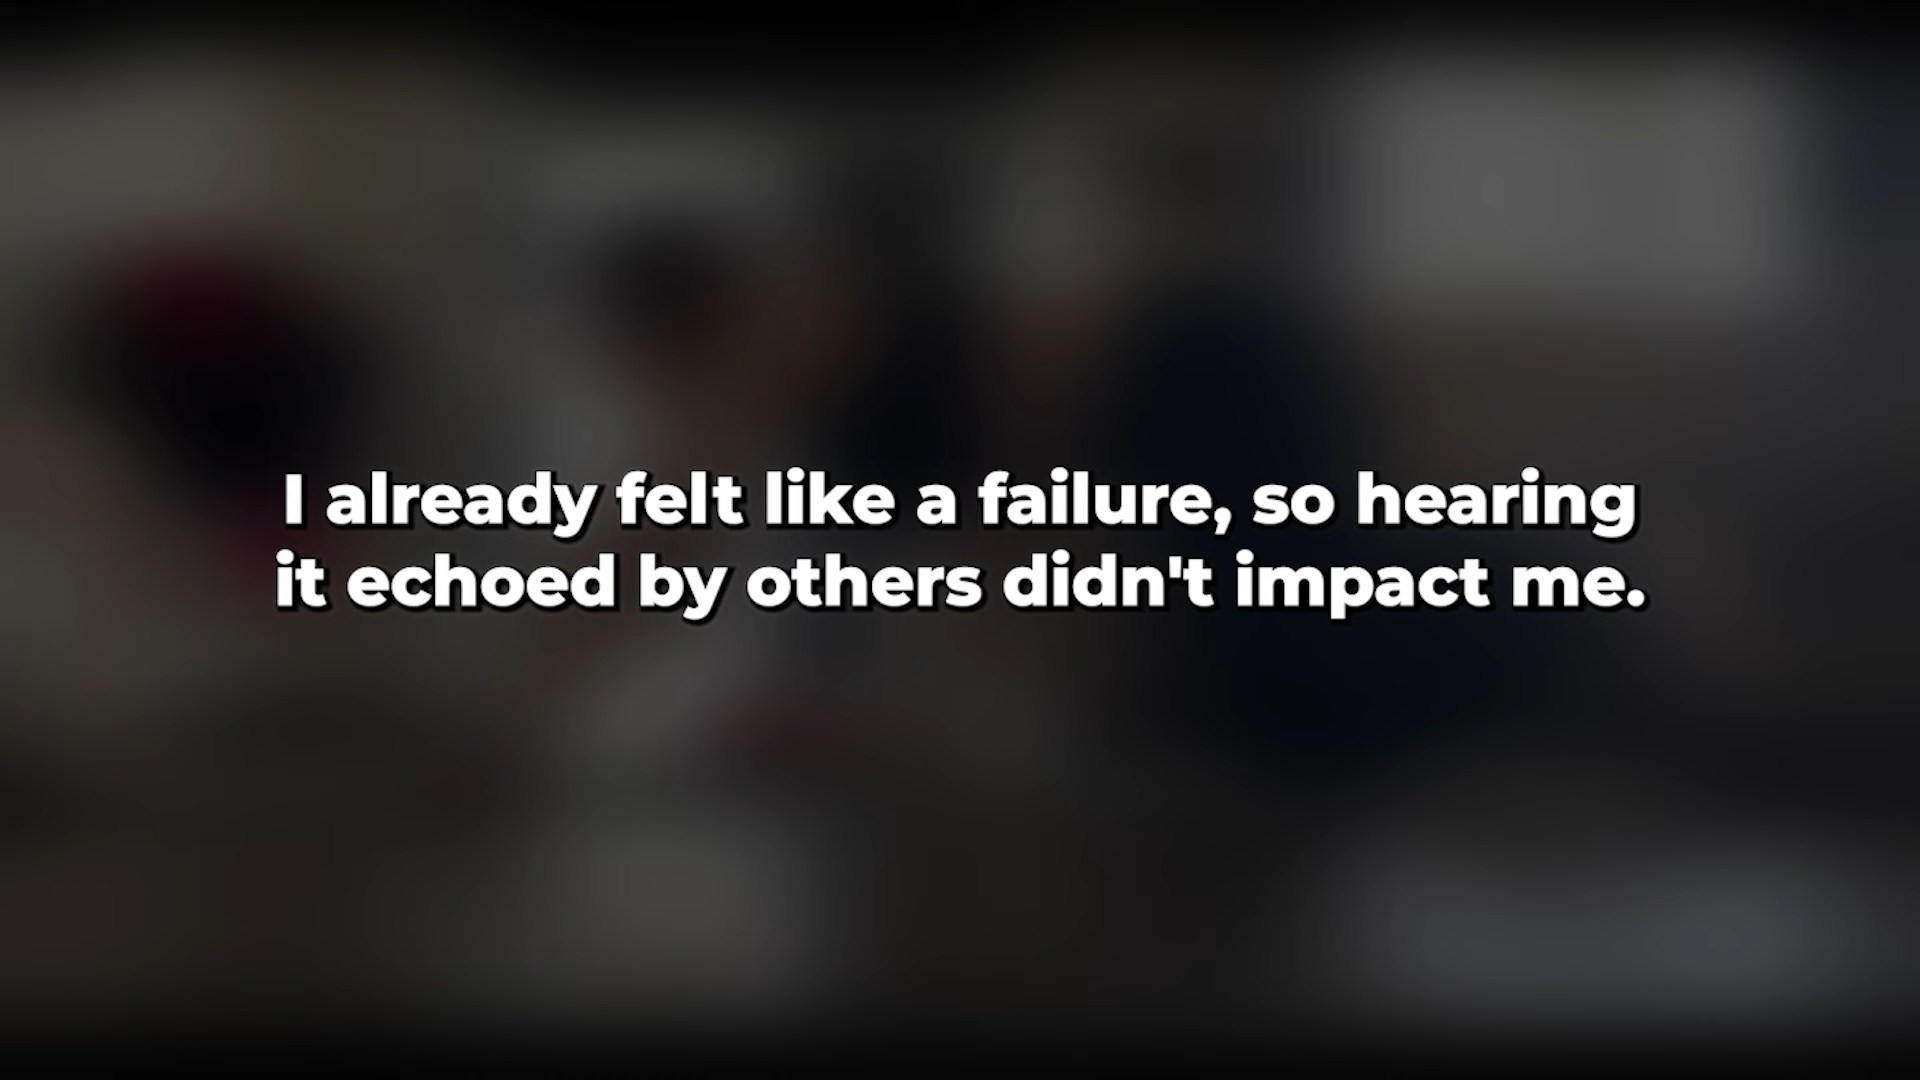 I already felt like a failure, so hearing
it echoed by others didn't impact me.